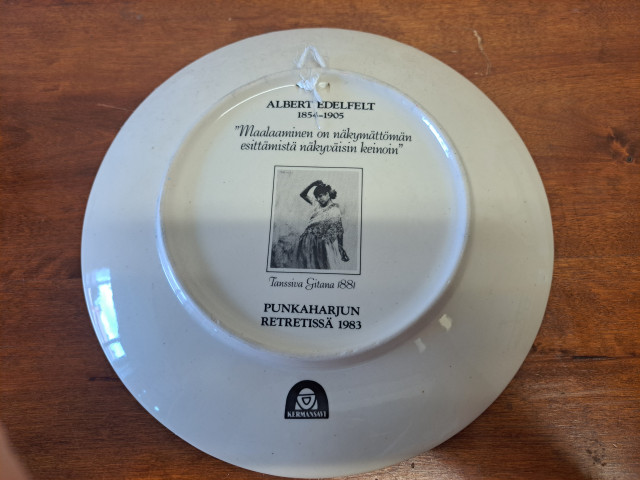 ALBERT EDELFELT
1854–1905
"Maalaaminen on näkymättömän
esittämistä näkyväisin keinoin"
Tanssiva Gitana 1881
PUNKAHARJUN
RETRETISSÄ 1983
KERMANSAVI